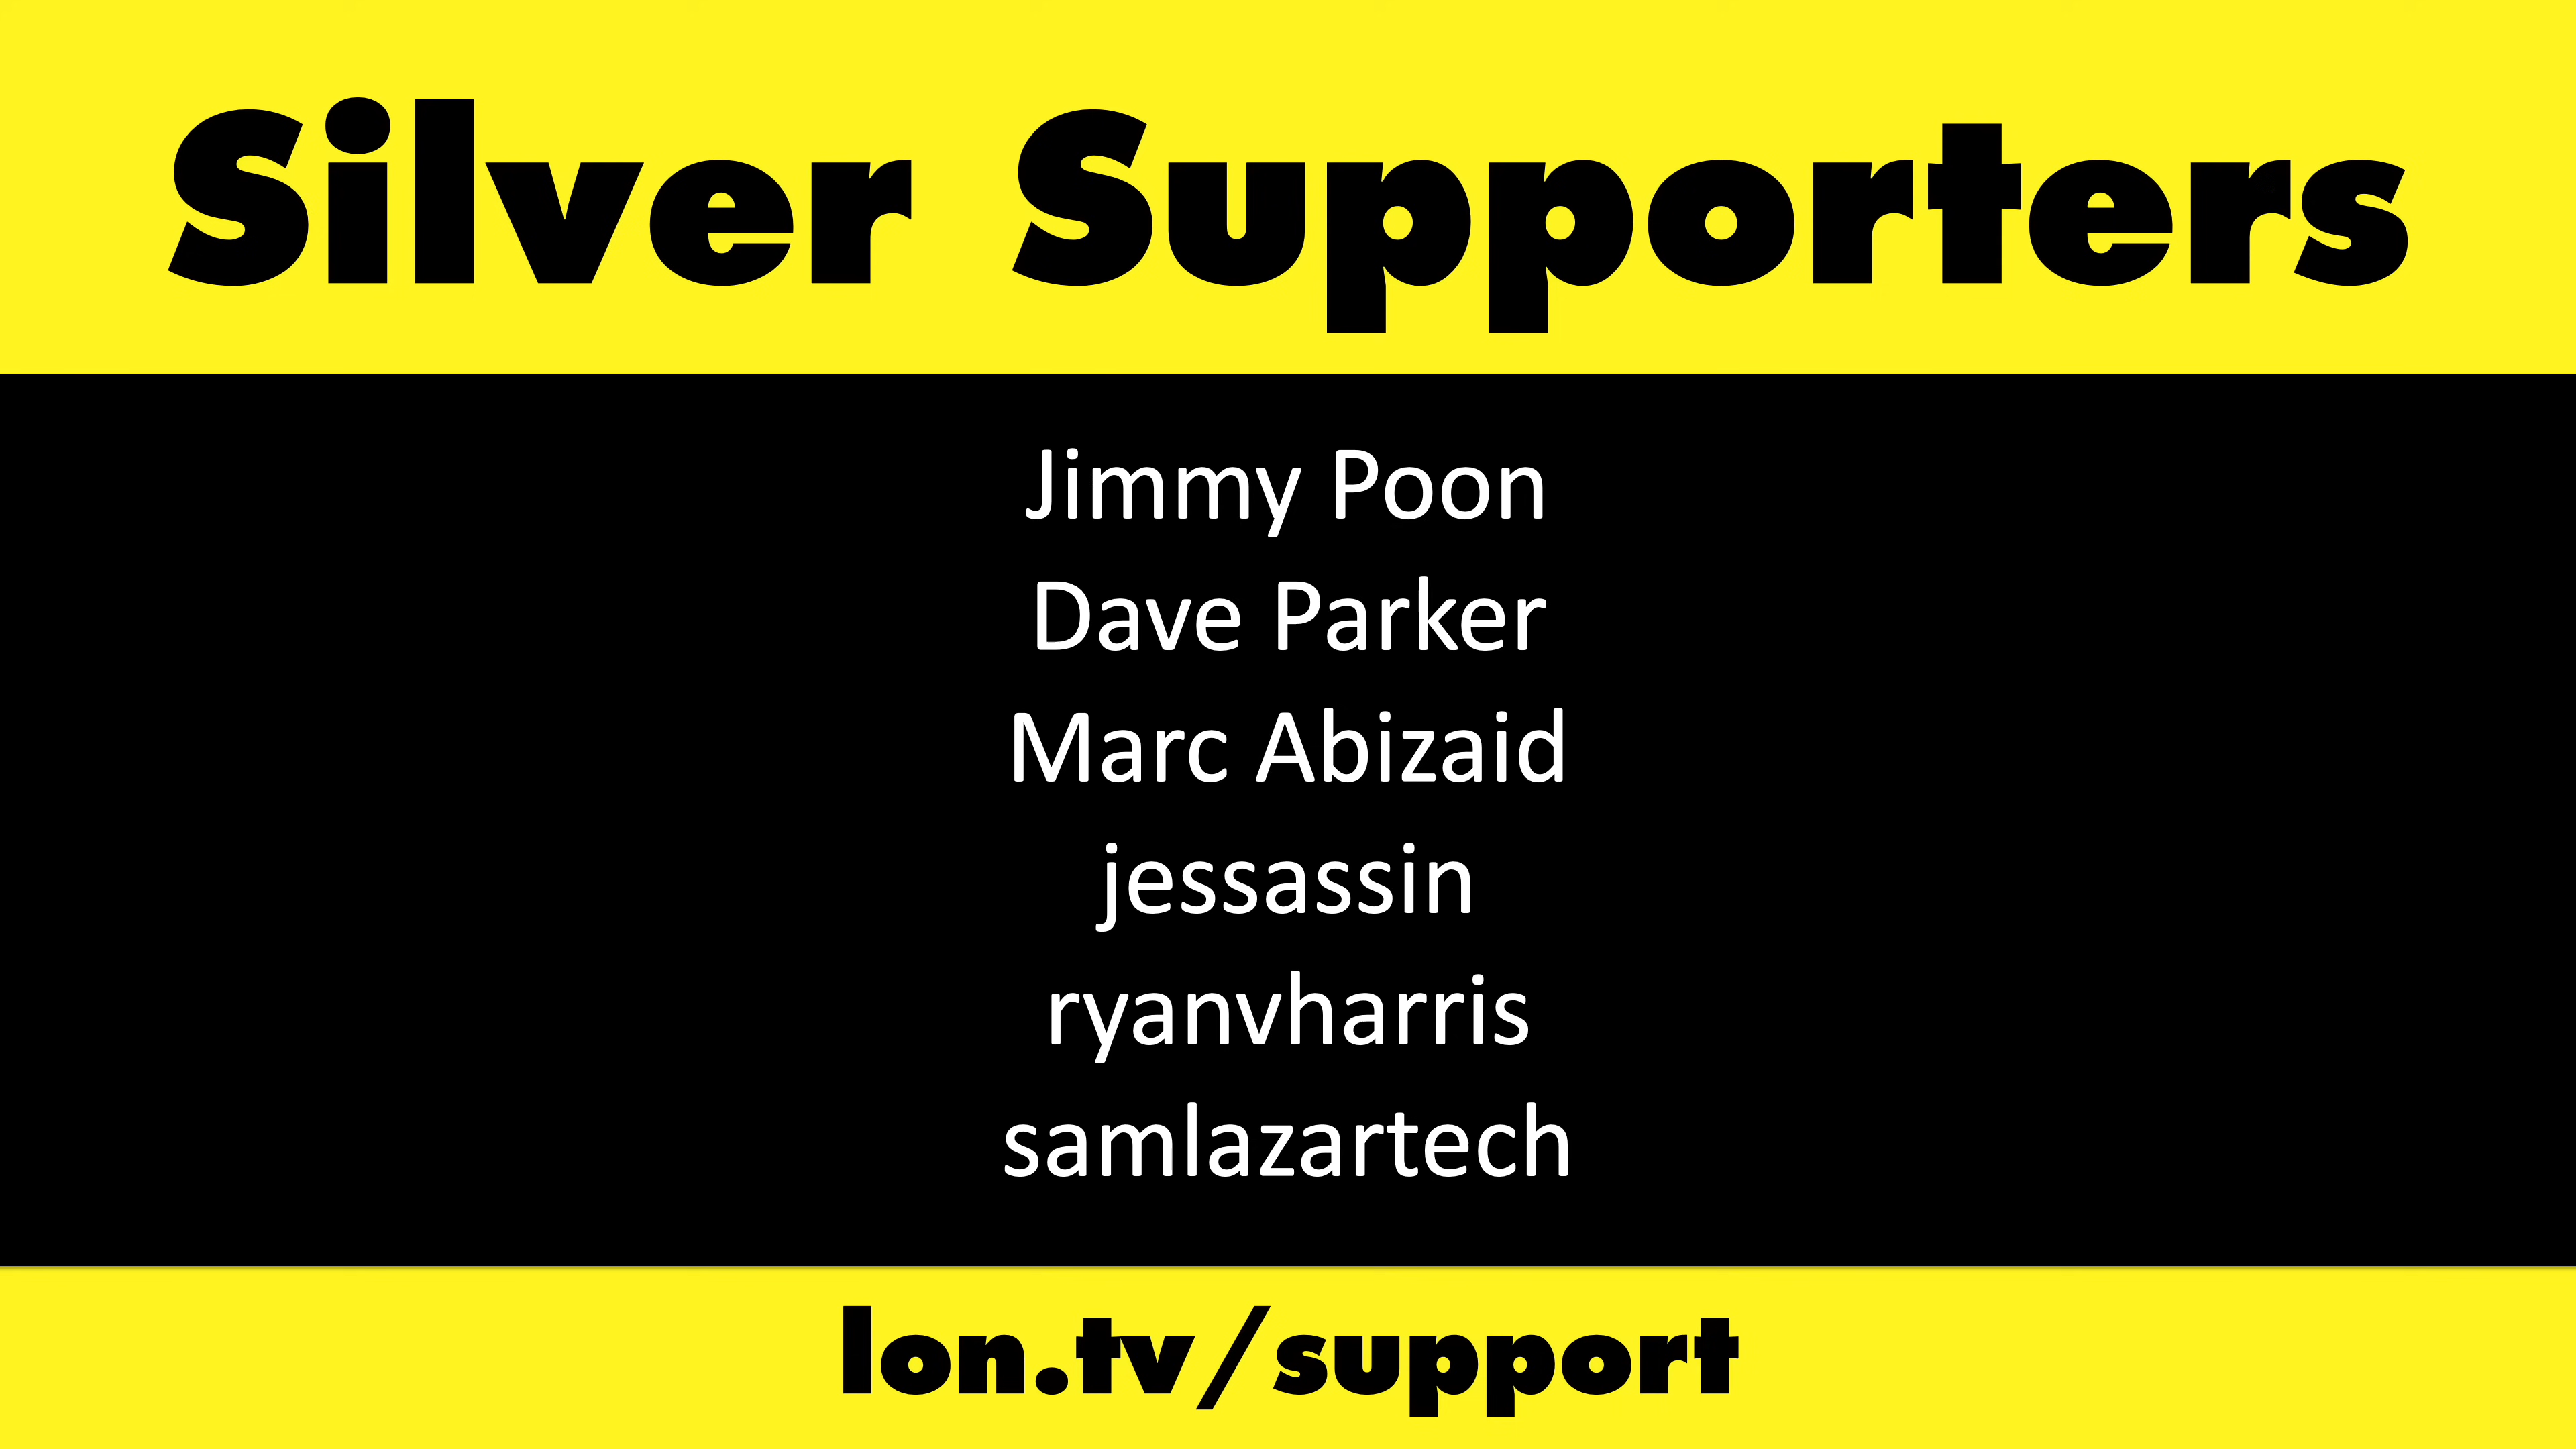 Silver Supporters
Jimmy Poon
Dave Parker
Marc Abizaid
jessassin
ryanvharris
samlazartech
lon.tv/support